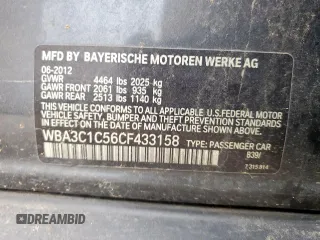 MFD BY BAYERISCHE MOTOREN WERKE AG
06-2012
GVWR 4464 lbs 2025 kg
GAWR FRONT 2061 lbs 935 kg
GAWR REAR 2513 lbs 1140 kg
THIS VEHICLE CONFORMS TO ALL APPLICABLE U.S.FEDERAL MOTOR
VEHICLE SAFETY, BUMPER, AND THEFT PREVENTION STANDARDS
IN EFFECT ON THE DATE OF MANUFACTURE SHOWN ABOVE.
WBA3C1C56CF433158 TYPE: PASSENGER CAR
B39/
7315914
DREAMBID